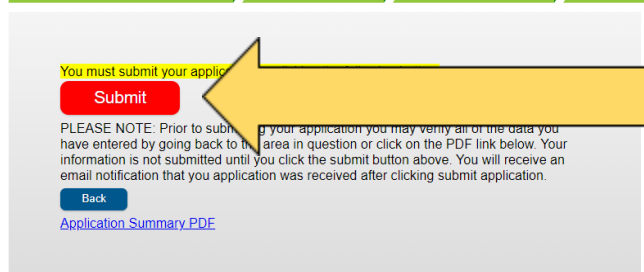 You must submit your
Submit
PLEASE NOTE: Prior to your application you may verify all of the data you
have entered by going back to area in question or click on the PDF link below. Your
information is not submitted until you click the submit button above. You will receive an
email notification that you application was received after clicking submit application.
Back
Application Summary PDF